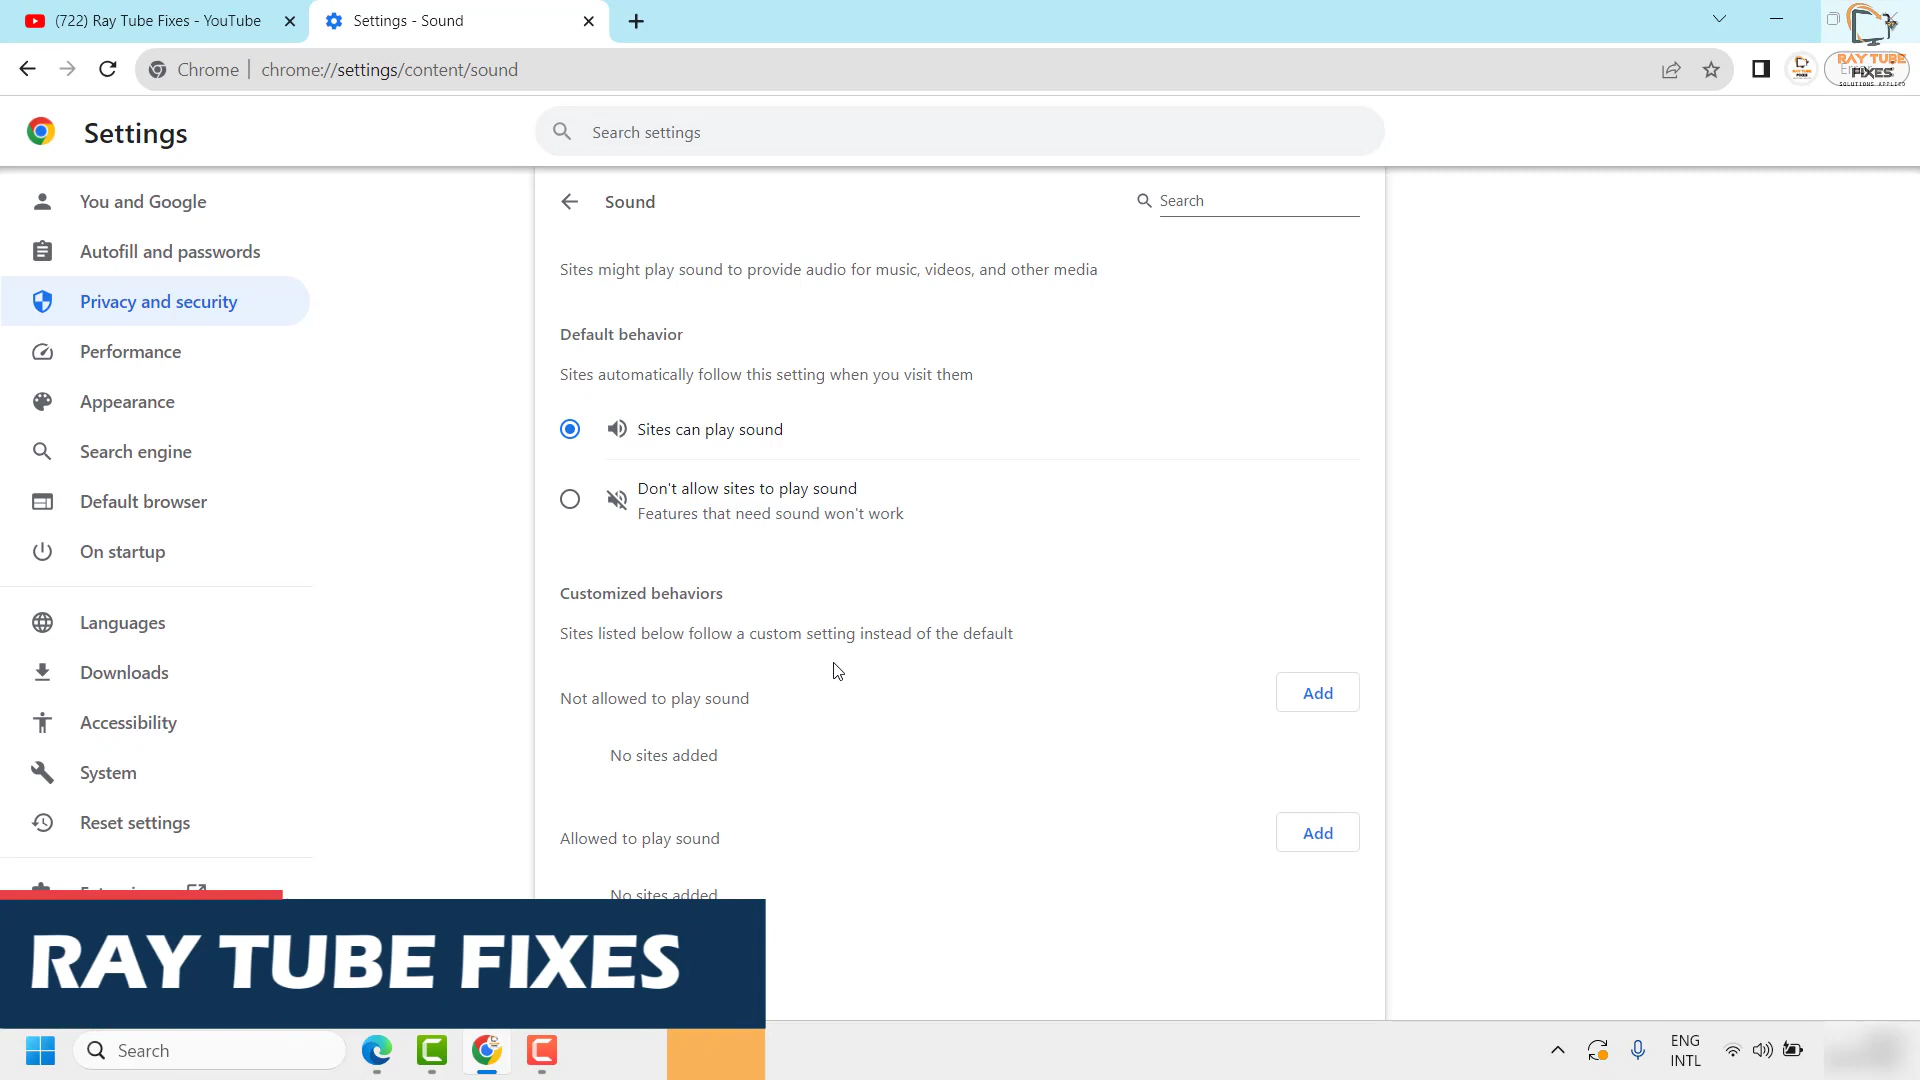 (722) Ray Tube Fixes - YouTube
Settings - Sound
Chrome
chrome://settings/content/sound
RAY TUBE
FIXES
SOLUTIONS APPLIED
Settings
Search settings
You and Google
Autofill and passwords
Privacy and security
Performance
Appearance
Search engine
Default browser
On startup
Languages
Downloads
Accessibility
System
Reset settings
Sound
Search
Sites might play sound to provide audio for music, videos, and other media
Default behavior
Sites automatically follow this setting when you visit them
Sites can play sound
Don't allow sites to play sound
Features that need sound won't work
Customized behaviors
Sites listed below follow a custom setting instead of the default
Not allowed to play sound
Add
No sites added
Allowed to play sound
Add
No sites added
RAY TUBE FIXES
Search
ENG
INTL